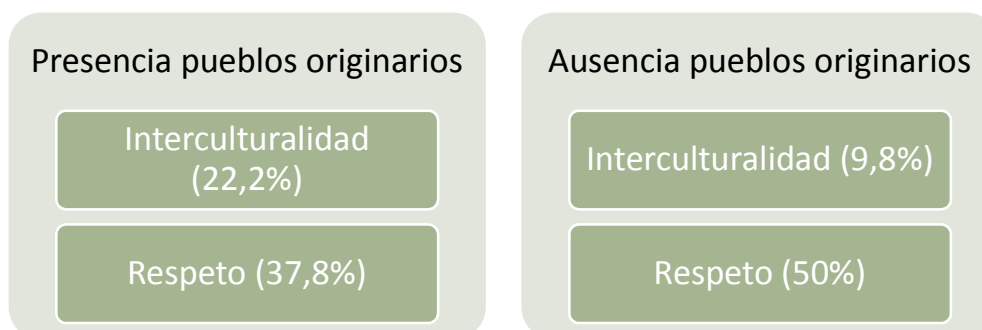 Presencia pueblos originarios
Interculturalidad
(22,2%)
Respeto (37,8%)
Ausencia pueblos originarios
Interculturalidad (9,8%)
Respeto (50%)